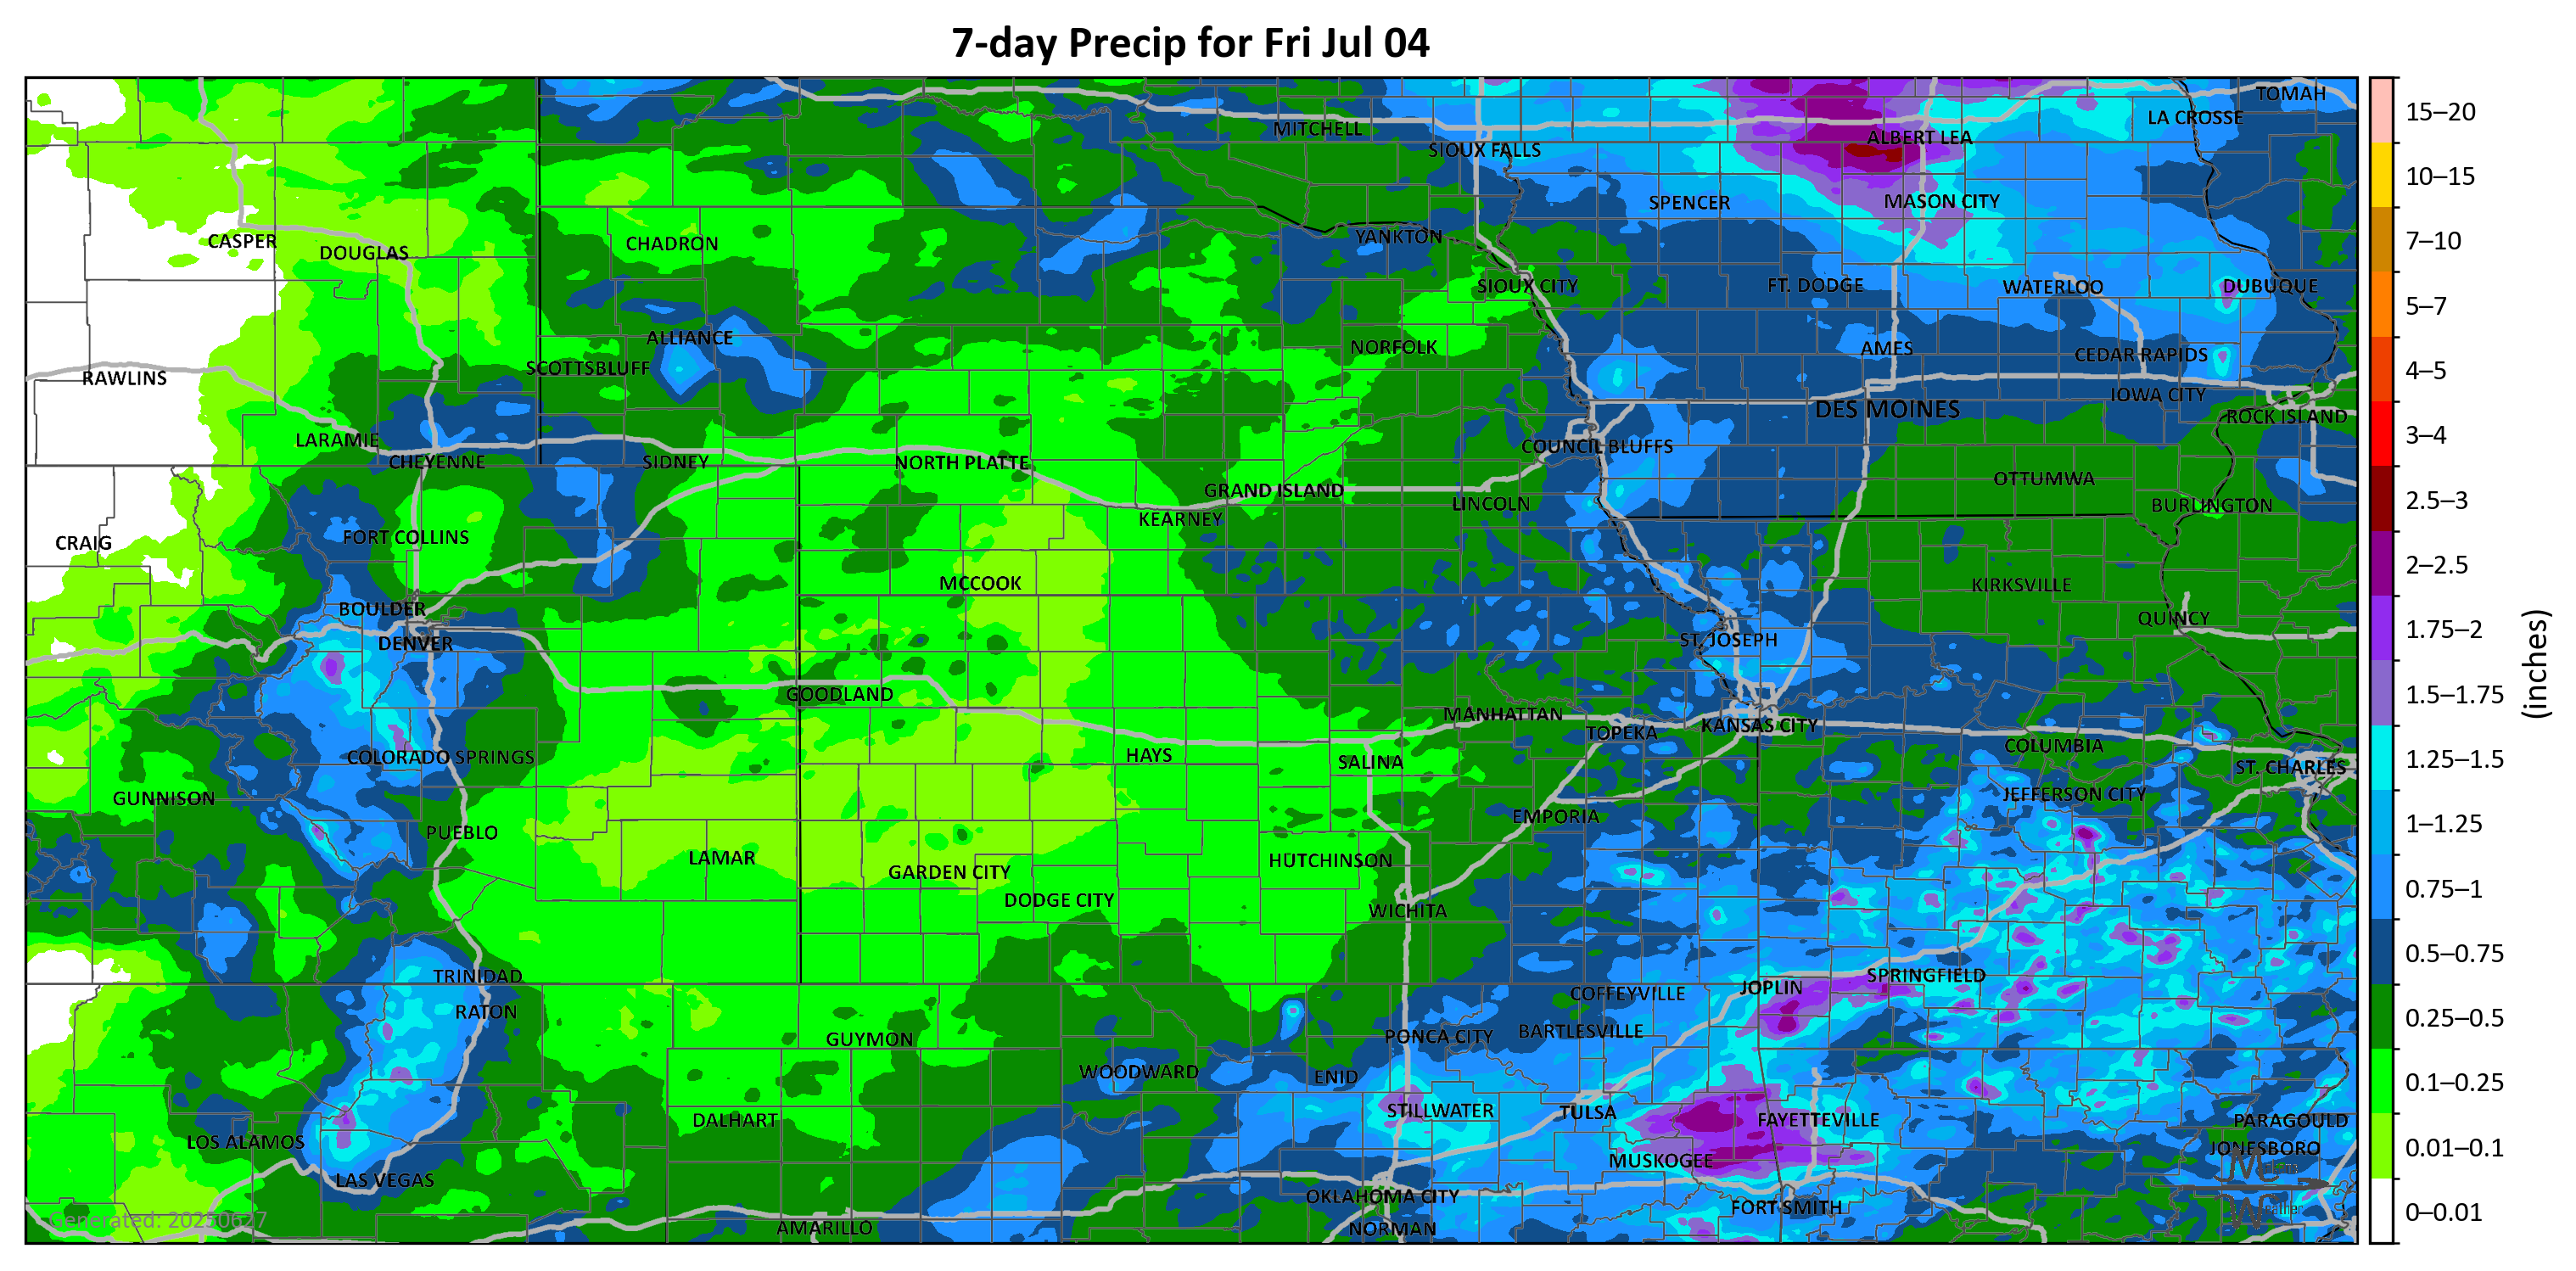 7-day Precip for Fri Jul 04
TOMAH
LA CROSSE
MITCHELL
ALBERT LEA
SIOUX FALLS
SPENCER
MASON CITY
YANKTON
CASPER
CHADRON
DOUGLAS
SIOUX CITY
FT. DODGE
WATERLOO
DUBUQUE
ALLIANCE
NORFOLK
AMES
CEDAR RAPIDS
SCOTTSBLUFF
RAWLINS
IOWA CITY
DES MOINES
ROCK ISLAND
LARAMIE
COUNCIL BLUFFS
CHEYENNE
SIDNEY
NORTH PLATTE
OTTUMWA
GRAND ISLAND
LINCOLN
BURLINGTON
KEARNEY
FORT COLLINS
CRAIG
MCCOOK
KIRKSVILLE
BOULDER
QUINCY
DENVER
ST. JOSEPH
GOODLAND
MANHATTAN
TOPEKA
KANSAS CITY
COLUMBIA
COLORADO SPRINGS
HAYS
SALINA
ST. CHARLES
GUNNISON
JEFFERSON CITY
EMPORIA
PUEBLO
LAMAR
HUTCHINSON
GARDEN CITY
DODGE CITY
WICHITA
TRINIDAD
SPRINGFIELD
JOPLIN
COFFEYVILLE
RATON
BARTLESVILLE
PONCA CITY
GUYMON
WOODWARD
ENID
STILLWATER
TULSA
DALHART
FAYETTEVILLE
PARAGOULD
LOS ALAMOS
JONESBORO
MUSKOGEE
LAS VEGAS
OKLAHOMA CITY
FORT SMITH
AMARILLO
NORMAN
Generated: 20250627
15–20
10–15
7–10
5–7
4–5
3–4
2.5–3
2–2.5
1.75–2
1.5–1.75
1.25–1.5
1–1.25
0.75–1
0.5–0.75
0.25–0.5
0.1–0.25
0.01–0.1
0–0.01
(inches)